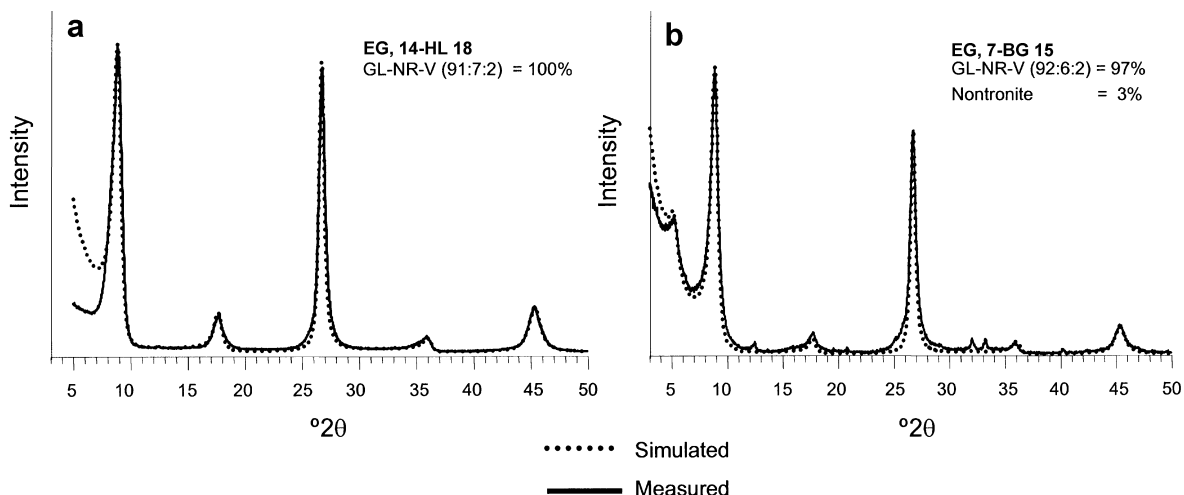 a
EG, 14-HL 18
GL-NR-V (91:7:2) = 100%
Intensity
5 10 15 20 25 30 35 40 45 50
º2θ
b
EG, 7-BG 15
GL-NR-V (92:6:2) = 97%
Nontronite = 3%
Intensity
5 10 15 20 25 30 35 40 45 50
º2θ
Simulated
Measured